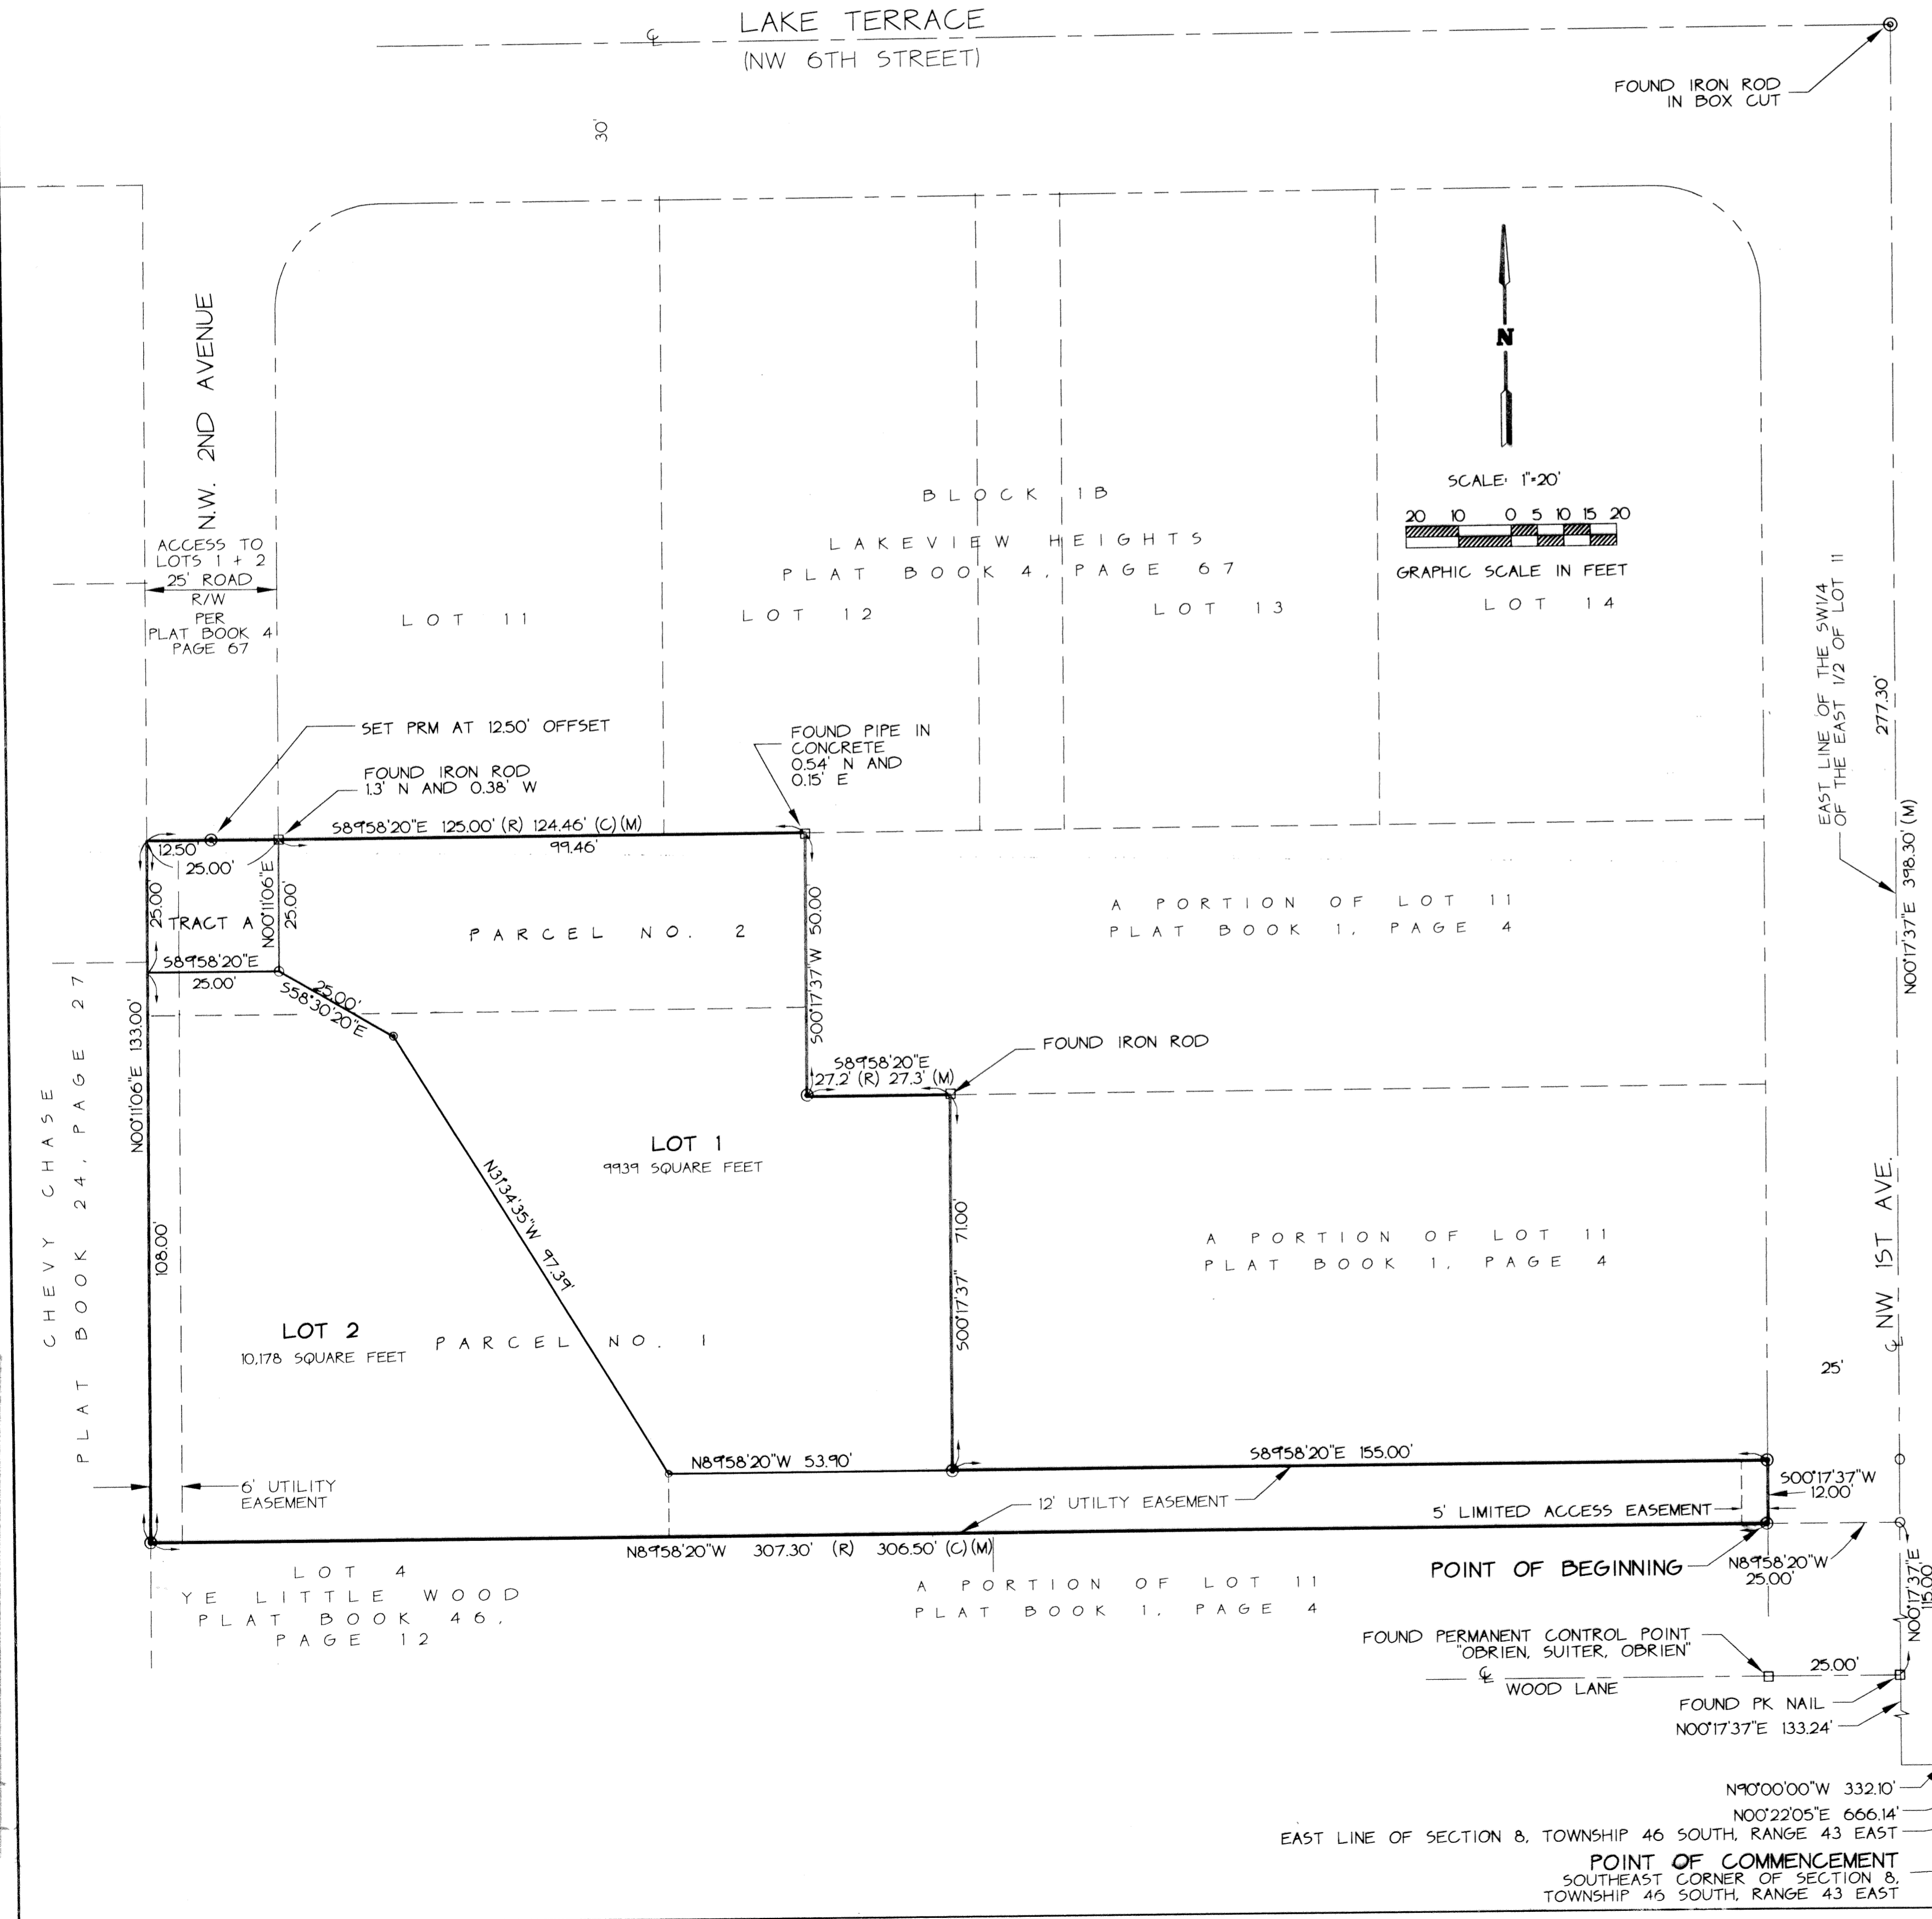 LAKE TERRACE
℄
(NW 6TH STREET)
FOUND IRON ROD
IN BOX CUT
30'
N.W. 2ND AVENUE
N
SCALE: 1"=20'
20 10 0 5 10 15 20
GRAPHIC SCALE IN FEET
BLOCK 1B
LAKEVIEW HEIGHTS
PLAT BOOK 4, PAGE 67
LOT 11
LOT 12
LOT 13
LOT 14
ACCESS TO
LOTS 1 + 2
25' ROAD
R/W
PER
PLAT BOOK 4
PAGE 67
EAST LINE OF THE SW1/4
OF THE EAST 1/2 OF LOT 11
277.30'
N00°17'37"E 398.30' (M)
SET PRM AT 12.50' OFFSET
FOUND IRON ROD
1.3' N AND 0.38' W
FOUND PIPE IN
CONCRETE
0.54' N AND
0.15' E
S89°58'20"E 125.00' (R) 124.46' (C)(M)
99.46'
12.50'
25.00'
25.00'
TRACT A
N00°11'06"E
25.00'
S89°58'20"E
25.00'
PARCEL NO. 2
S00°17'37"W 50.00'
A PORTION OF LOT 11
PLAT BOOK 1, PAGE 4
25.00'
S58°30'20"E
CHEVY CHASE
PLAT BOOK 24, PAGE 27
N00°11'06"E 133.00'
108.00'
S89°58'20"E
27.2' (R) 27.3' (M)
FOUND IRON ROD
LOT 1
9939 SQUARE FEET
N31°34'35"W 97.39'
S00°17'37" 71.00'
A PORTION OF LOT 11
PLAT BOOK 1, PAGE 4
℄ NW 1ST AVE.
25'
LOT 2
10,178 SQUARE FEET
PARCEL NO. 1
N89°58'20"W 53.90'
S89°58'20"E 155.00'
S00°17'37"W
12.00'
6' UTILITY
EASEMENT
12' UTILTY EASEMENT
5' LIMITED ACCESS EASEMENT
N89°58'20"W 307.30' (R) 306.50' (C)(M)
POINT OF BEGINNING
N89°58'20"W
25.00'
N00°17'37"E
115.00'
LOT 4
YE LITTLE WOOD
PLAT BOOK 46,
PAGE 12
A PORTION OF LOT 11
PLAT BOOK 1, PAGE 4
FOUND PERMANENT CONTROL POINT
"OBRIEN, SUITER, OBRIEN"
25.00'
℄
WOOD LANE
FOUND PK NAIL
N00°17'37"E 133.24'
N90°00'00"W 332.10'
N00°22'05"E 666.14'
EAST LINE OF SECTION 8, TOWNSHIP 46 SOUTH, RANGE 43 EAST
POINT OF COMMENCEMENT
SOUTHEAST CORNER OF SECTION 8,
TOWNSHIP 46 SOUTH, RANGE 43 EAST